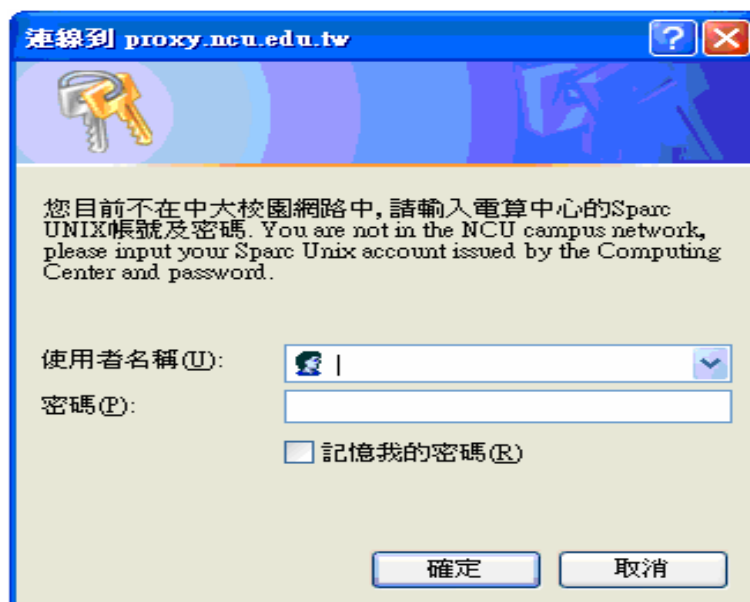 連線到 proxy.ncu.edu.tw
您目前不在中大校園網路中,請輸入電算中心的Sparc
UNIX帳號及密碼. You are not in the NCU campus network,
please input your Sparc Unix account issued by the Computing
Center and password.
使用者名稱(U):
密碼(P):
記憶我的密碼(R)
確定 取消